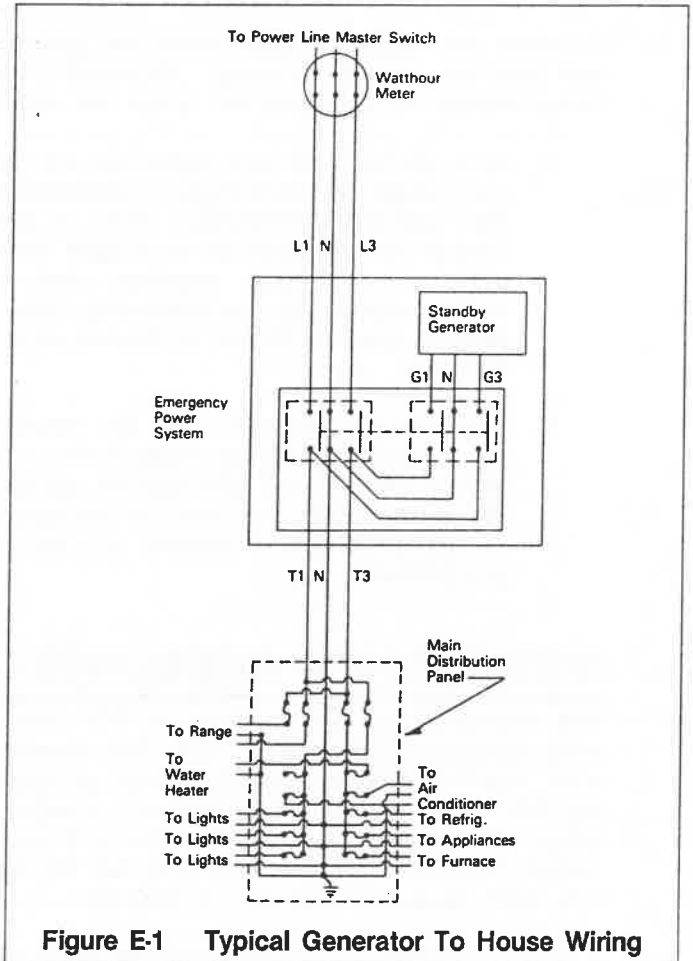 To Power Line Master Switch
Watthour
Meter
L1 N L3
Standby
Generator
G1 N G3
Emergency
Power
System
T1 N T3
Main
Distribution
Panel
To Range
To
Water
Heater
To
Air
Conditioner
To Lights
To Refrig.
To Lights
To Appliances
To Lights
To Furnace
Figure E-1 Typical Generator To House Wiring